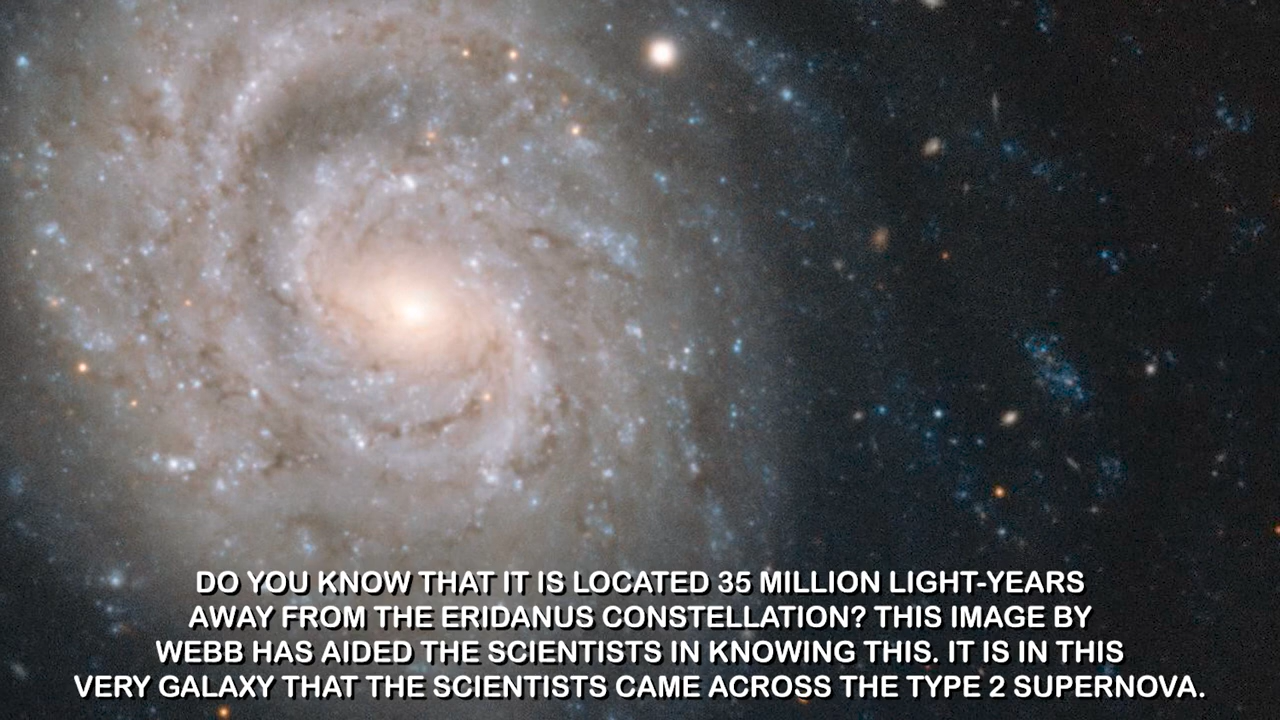 DO YOU KNOW THAT IT IS LOCATED 35 MILLION LIGHT-YEARS
AWAY FROM THE ERIDANUS CONSTELLATION? THIS IMAGE BY
WEBB HAS AIDED THE SCIENTISTS IN KNOWING THIS. IT IS IN THIS
VERY GALAXY THAT THE SCIENTISTS CAME ACROSS THE TYPE 2 SUPERNOVA.